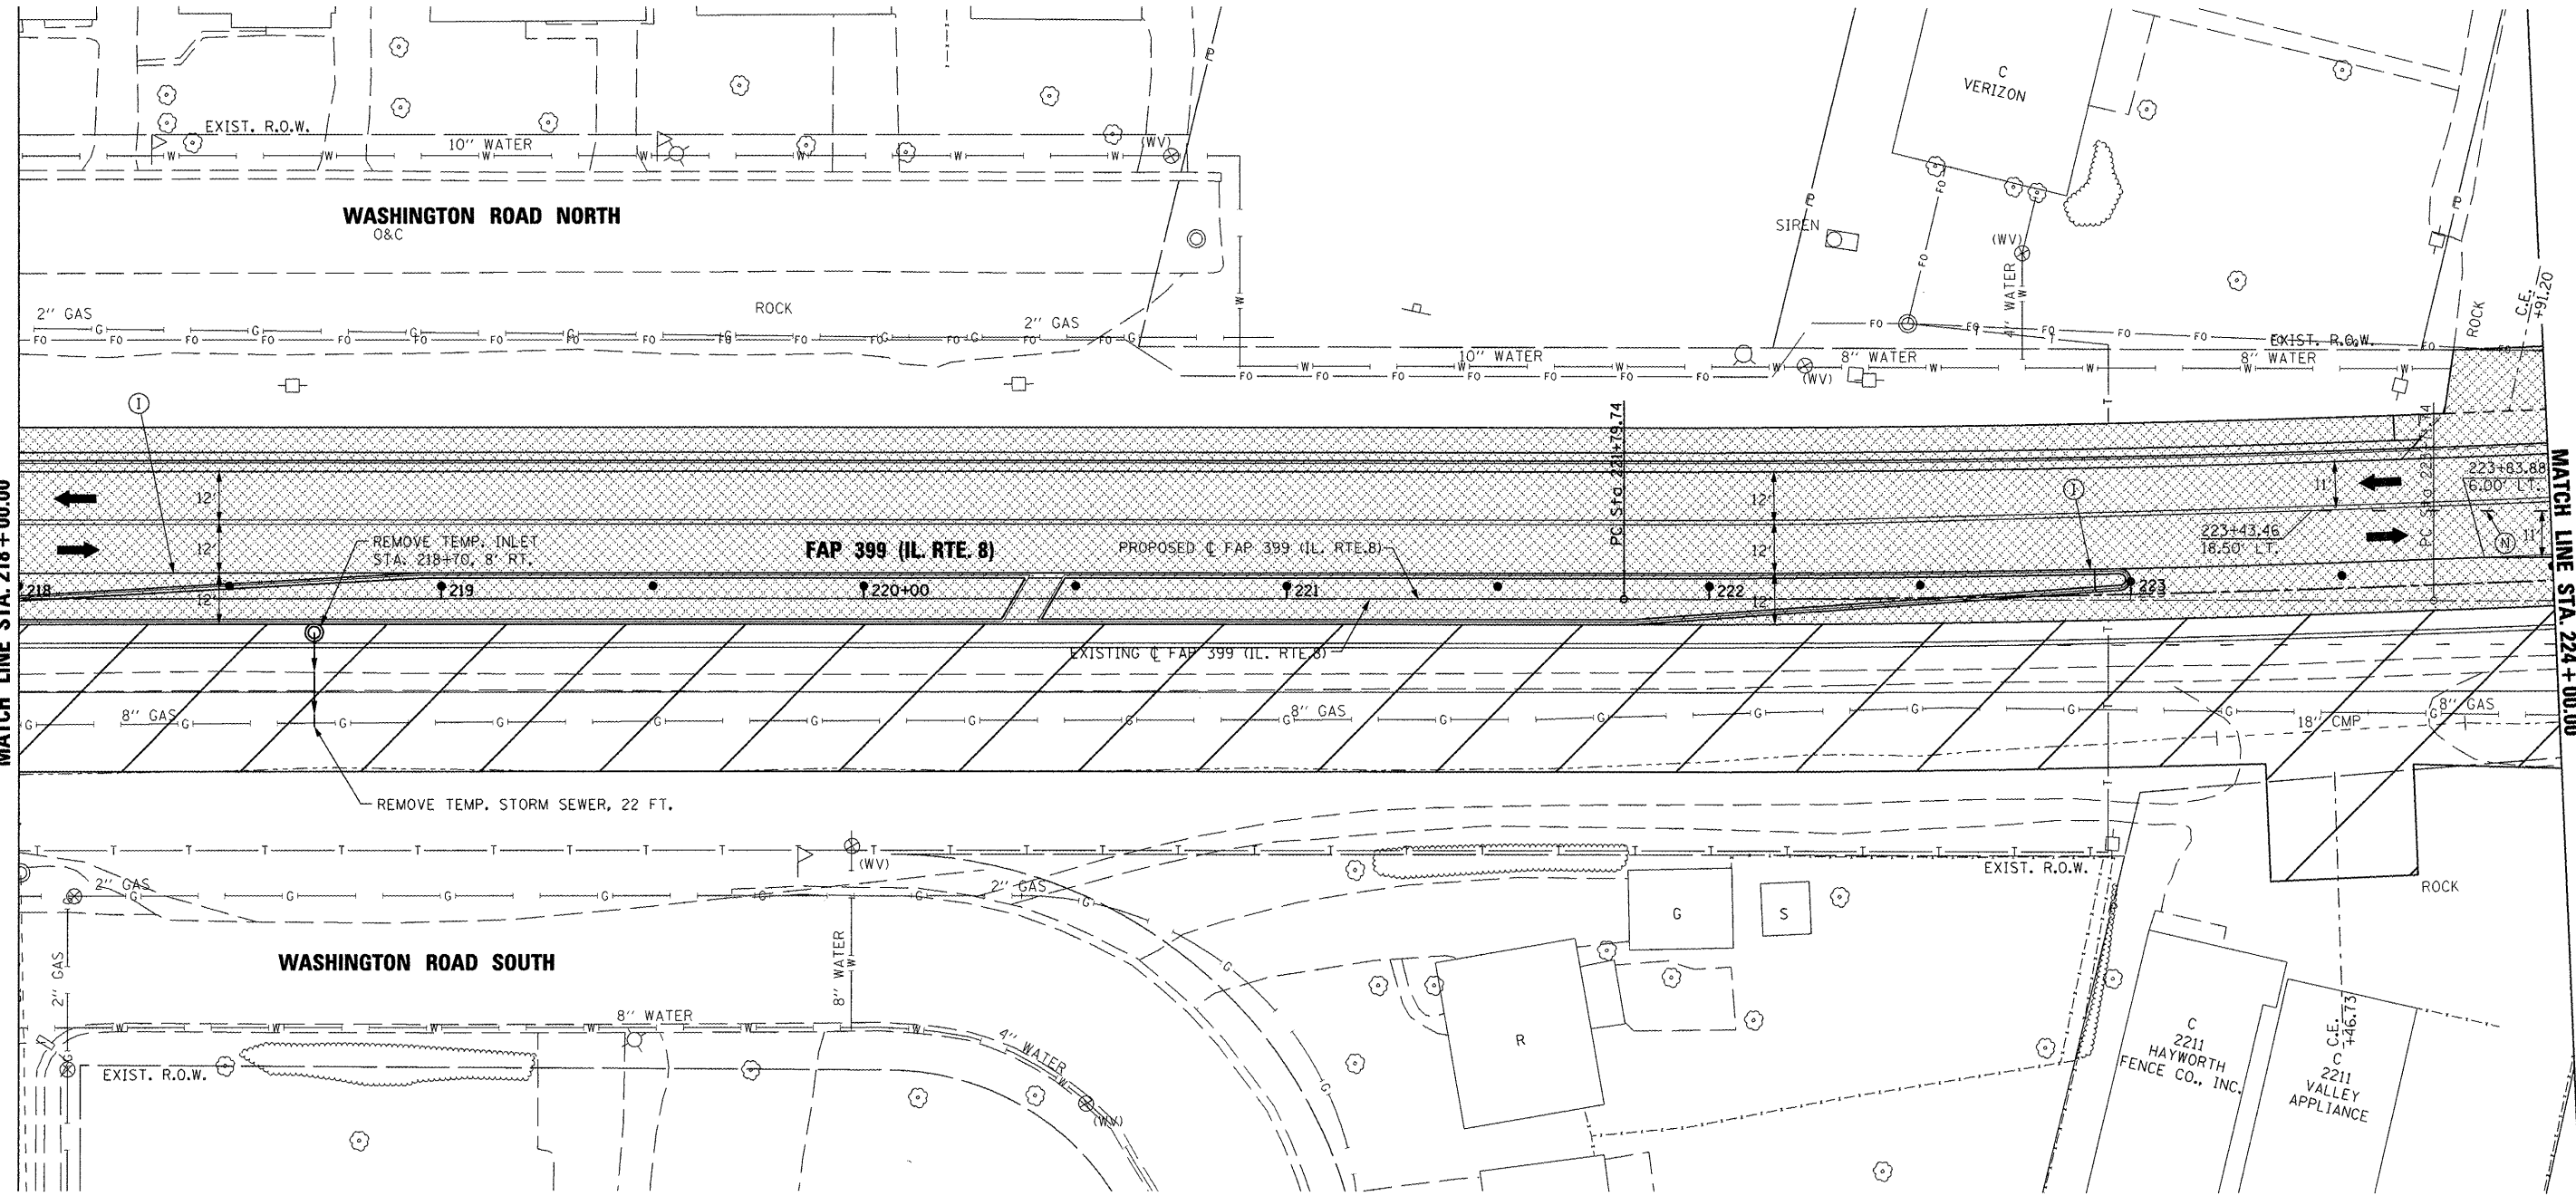 C
VERIZON
EXIST. R.O.W.
10" WATER
(WV)
WASHINGTON ROAD NORTH
O&C
SIREN
(WV)
4" WATER
C.E.
+91.20
ROCK
2" GAS
ROCK
2" GAS
EXIST. R.O.W.
10" WATER
8" WATER
8" WATER
(WV)
MATCH LINE STA. 218+00.00
MATCH LINE STA. 224+00.00
PC Sta 221+79.74
12'
12'
12'
12'
12'
12'
11'
11'
I
I
N
223+83.88
6.00' LT.
223+43.46
18.50' LT.
REMOVE TEMP. INLET
STA. 218+70, 8' RT.
FAP 399 (IL. RTE. 8)
PROPOSED ℄ FAP 399 (IL. RTE.8)
218
219
220+00
221
222
223
EXISTING ℄ FAP 399 (IL. RTE.8)
8" GAS
8" GAS
18" CMP
8" GAS
REMOVE TEMP. STORM SEWER, 22 FT.
(WV)
EXIST. R.O.W.
2" GAS
2" GAS
ROCK
G
S
WASHINGTON ROAD SOUTH
2" GAS
8" WATER
8" WATER
4" WATER
(WV)
R
EXIST. R.O.W.
C
2211
HAYWORTH
FENCE CO., INC.
C.E.
+46.73
C
2211
VALLEY
APPLIANCE